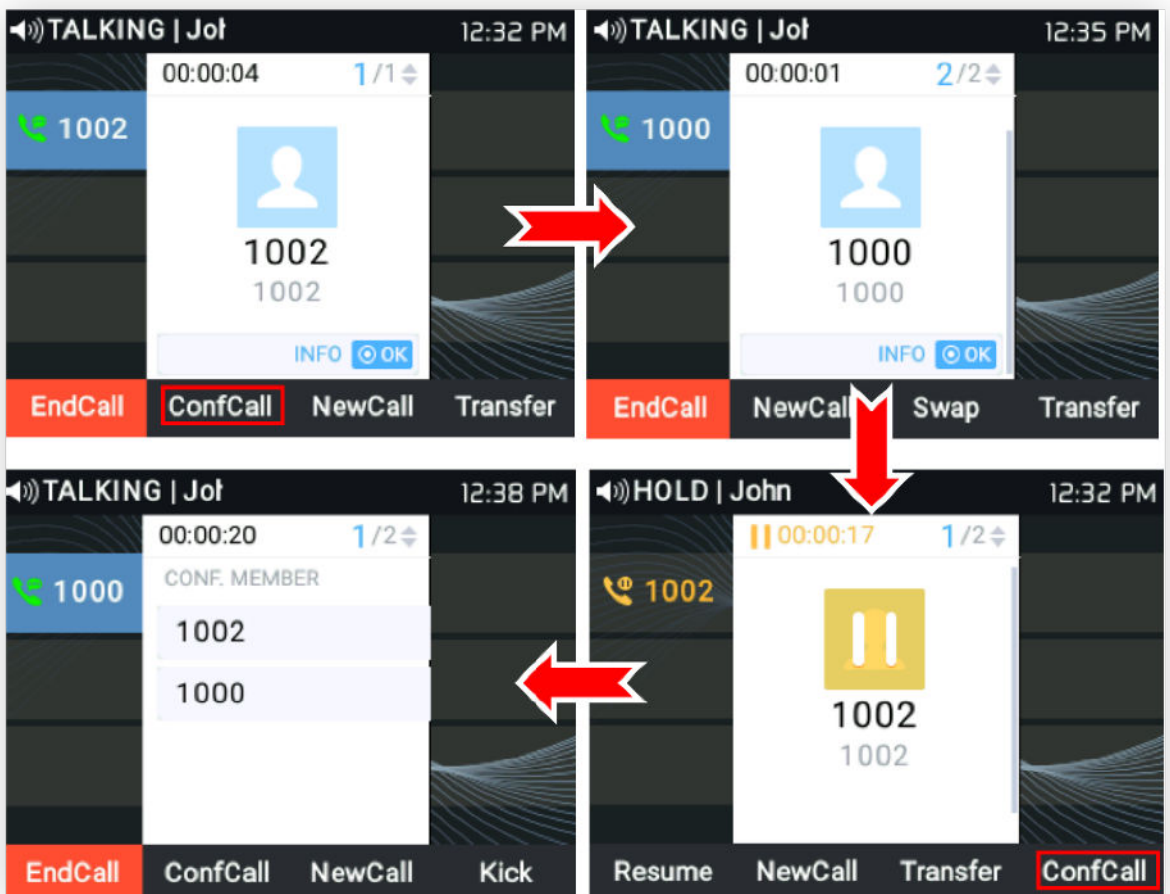 TALKING | Joh
12:32 PM
00:00:04
1/1
1002
1002
1002
INFO OK
EndCall ConfCall NewCall Transfer
TALKING | Joh
12:35 PM
00:00:01
2/2
1000
1000
1000
INFO OK
EndCall NewCall Swap Transfer
TALKING | Joh
12:38 PM
00:00:20
1/2
1000
CONF. MEMBER
1002
1000
EndCall ConfCall NewCall Kick
HOLD | John
12:32 PM
00:00:17
1/2
1002
1002
1002
Resume NewCall Transfer ConfCall